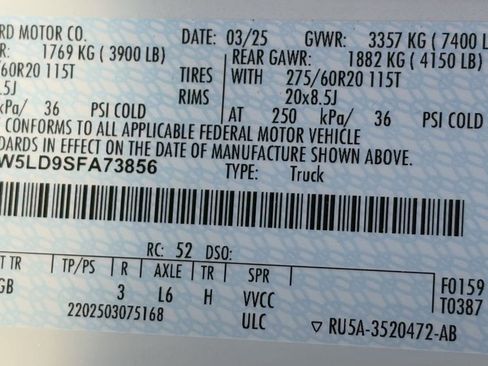 RD MOTOR CO. DATE: 03/25 GVWR: 3357 KG ( 7400 L
R: 1769 KG ( 3900 LB) REAR GAWR: 1882 KG ( 4150 LB)
60R20 115T TIRES WITH 275/60R20 115T
.5J RIMS 20x8.5J
kPa/ 36 PSI COLD AT 250 kPa/ 36 PSI COLD
CONFORMS TO ALL APPLICABLE FEDERAL MOTOR VEHICLE
DARDS IN EFFECT ON THE DATE OF MANUFACTURE SHOWN ABOVE.
W5LD9SFA73856 TYPE: Truck
RC: 52 DSO:
T TR TP/PS R AXLE TR SPR F0159
GB 3 L6 H VVCC T0387
2202503075168 ULC ▽ RU5A-3520472-AB